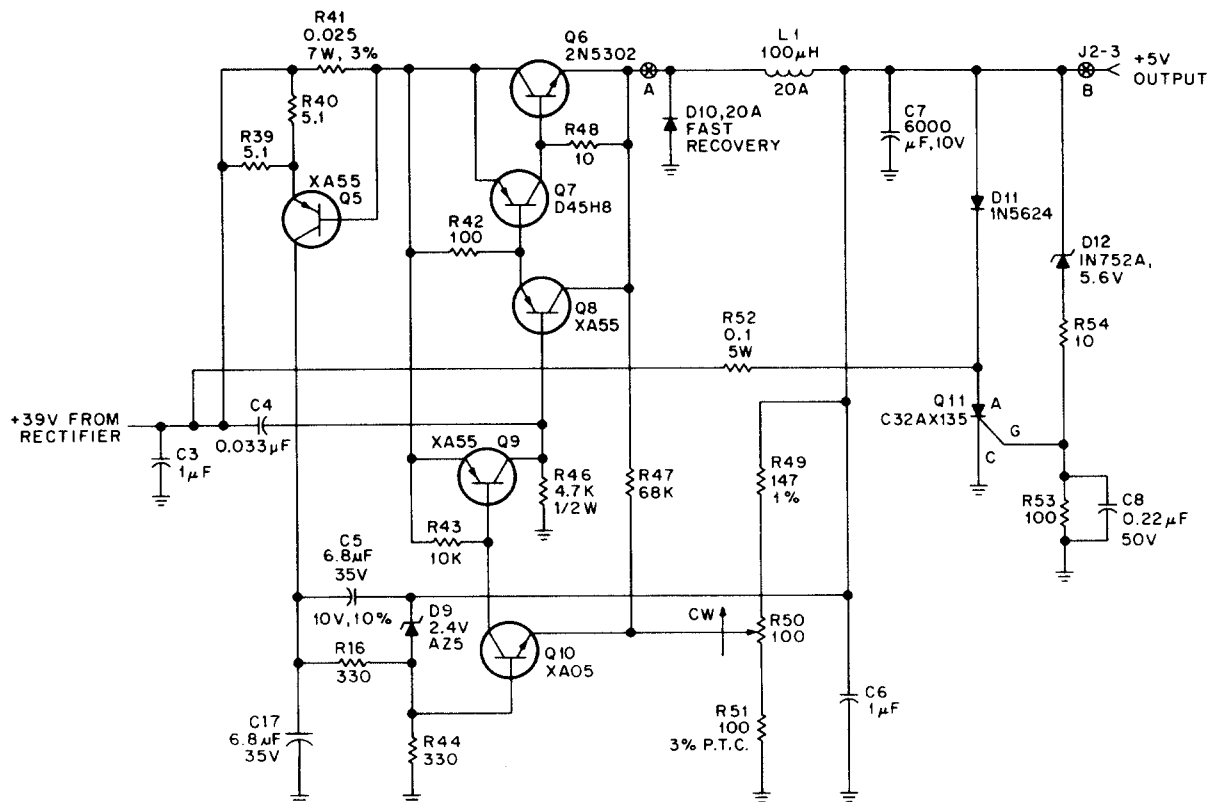 R41
0.025
7W, 3%
Q6
2N5302
L1
100μH
20A
J2-3
+5V
OUTPUT
A
B
R40
5.1
R39
5.1
XA55
Q5
R48
10
D10, 20A
FAST
RECOVERY
C7
6000
μF, 10V
Q7
D45H8
R42
100
D11
1N5624
D12
1N752A,
5.6V
Q8
XA55
R52
0.1
5W
R54
10
+39V FROM
RECTIFIER
C4
0.033μF
C3
1μF
Q11
C32AX135
A
G
C
XA55
Q9
R46
4.7K
1/2W
R47
68K
R49
147
1%
R53
100
C8
0.22μF
50V
R43
10K
C5
6.8μF
35V
10V, 10%
D9
2.4V
AZ5
CW
R50
100
Q10
XA05
R16
330
C17
6.8μF
35V
R44
330
R51
100
3% P.T.C.
C6
1μF